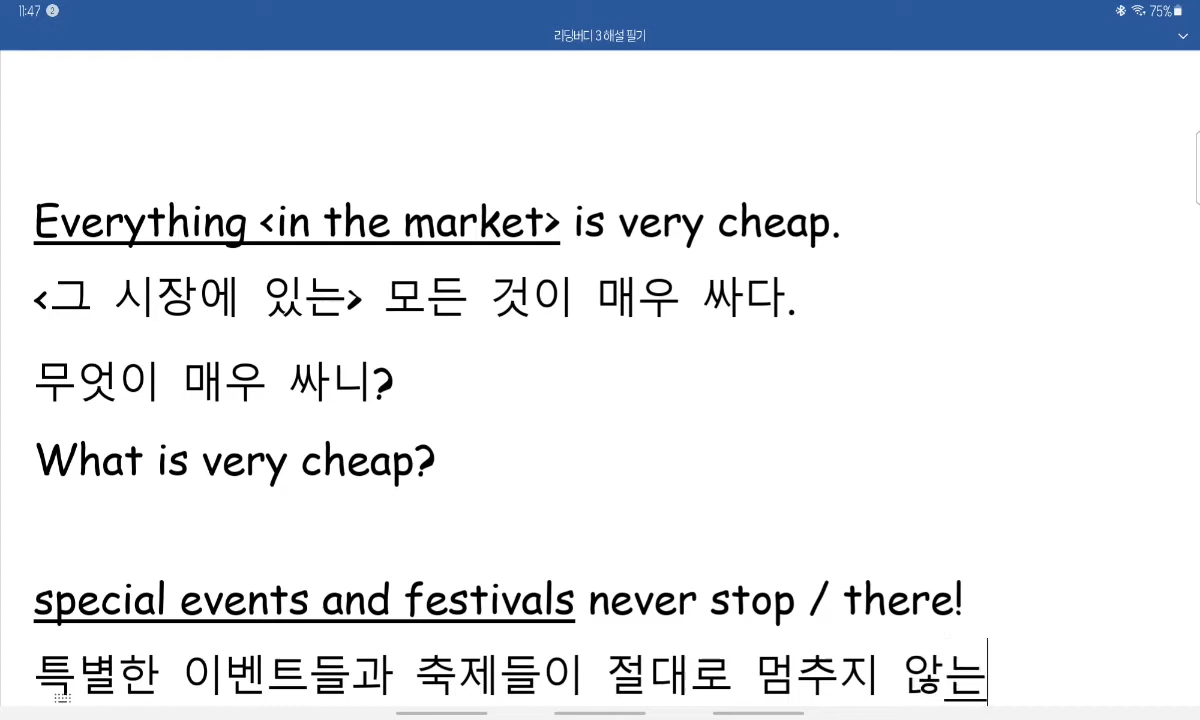 11:47 2 75%
리딩버디 3 해설 필기
Everything <in the market> is very cheap.
<그 시장에 있는> 모든 것이 매우 싸다.
무엇이 매우 싸니?
What is very cheap?
special events and festivals never stop / there!
특별한 이벤트들과 축제들이 절대로 멈추지 않는